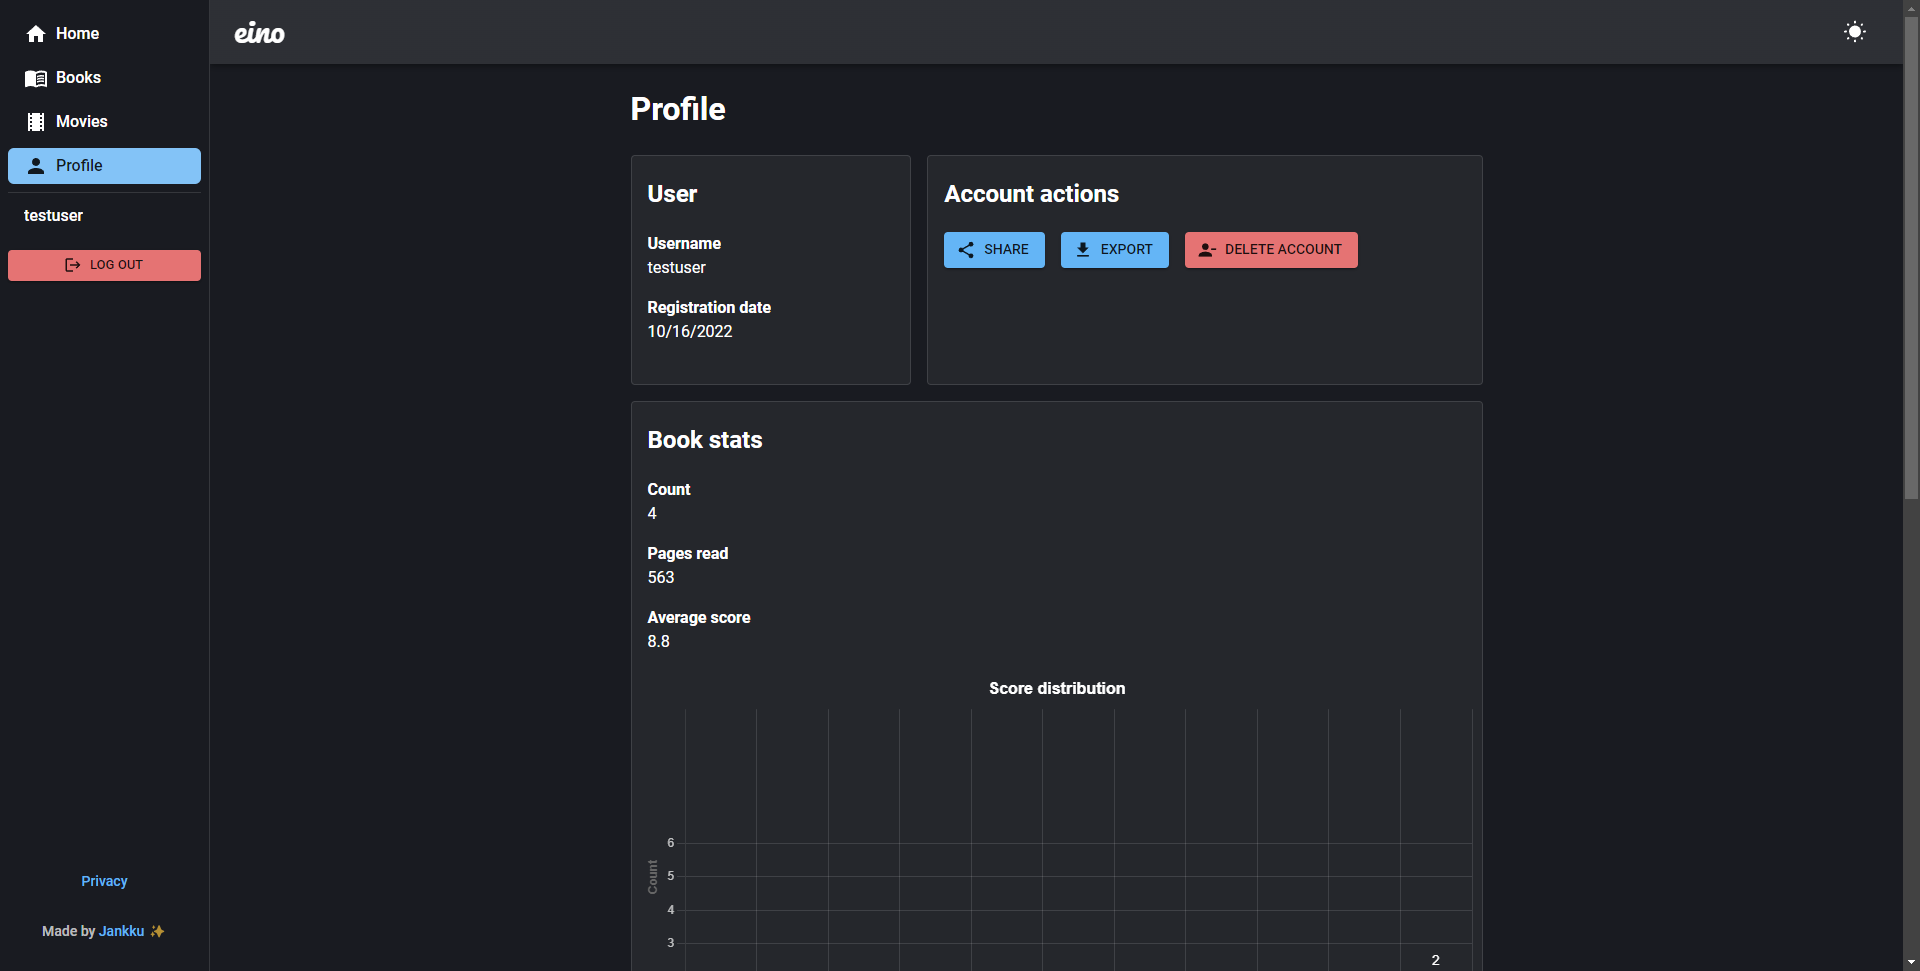 Home
Books
Movies
Profile
testuser
LOG OUT
Privacy
Made by Jankku ✨
eino
Profile
User
Username
testuser
Registration date
10/16/2022
Account actions
SHARE
EXPORT
DELETE ACCOUNT
Book stats
Count
4
Pages read
563
Average score
8.8
Score distribution
Count
6
5
4
3
2